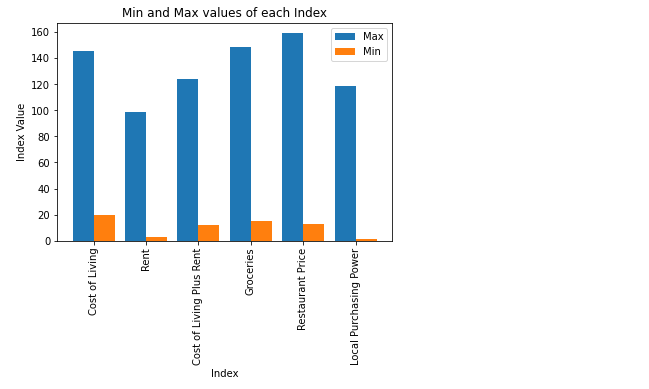 Min and Max values of each Index
Max
Min
Index Value
160
140
120
100
80
60
40
20
0
Cost of Living
Rent
Cost of Living Plus Rent
Groceries
Restaurant Price
Local Purchasing Power
Index